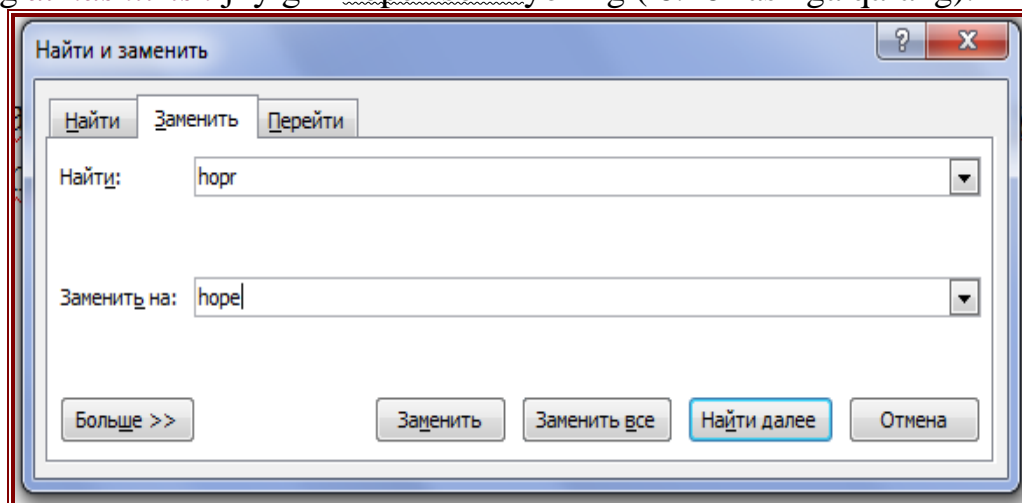 Найти и заменить
Найти Заменить Перейти
Найти: hopr
Заменить на: hope
Больше >> Заменить Заменить все Найти далее Отмена